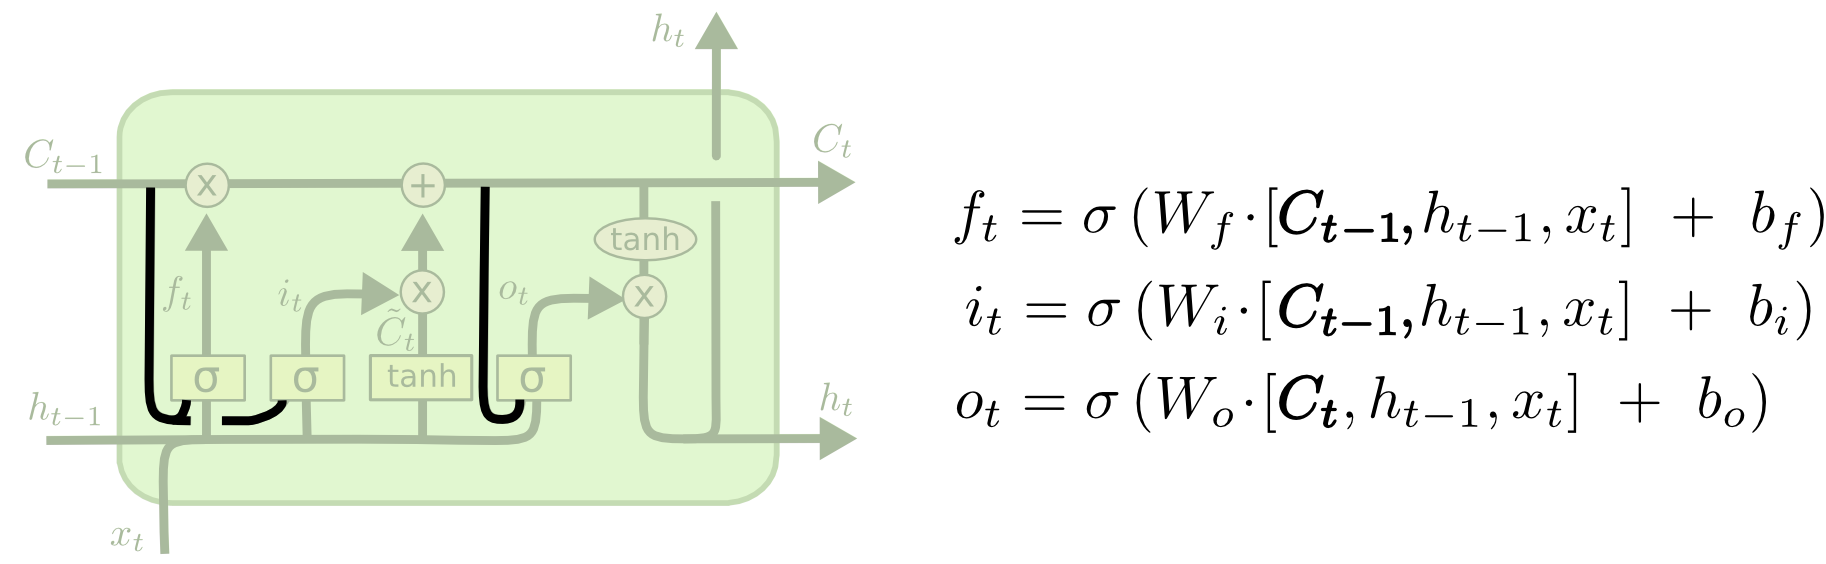 h_t
C_{t-1}
C_t
x
+
tanh
f_t
i_t
x
o_t
x
C̃_t
σ
σ
tanh
σ
h_{t-1}
h_t
x_t
f_t = σ (W_f · [C_{t-1}, h_{t-1}, x_t] + b_f)
i_t = σ (W_i · [C_{t-1}, h_{t-1}, x_t] + b_i)
o_t = σ (W_o · [C_t, h_{t-1}, x_t] + b_o)